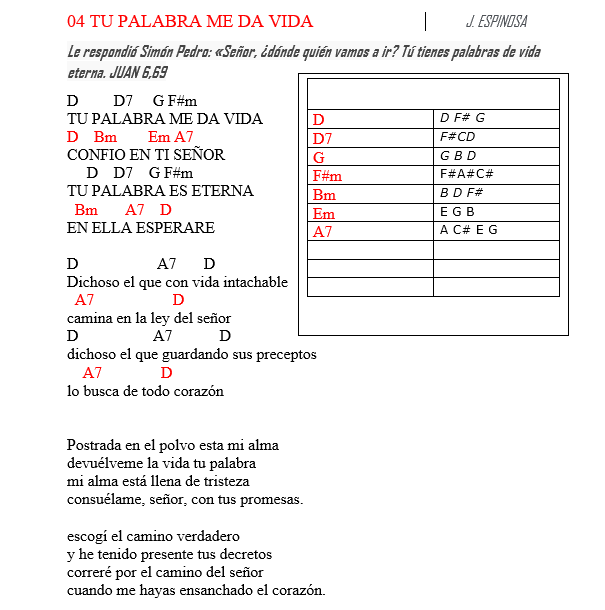 04 TU PALABRA ME DA VIDA | J. ESPINOSA
Le respondió Simón Pedro: «Señor, ¿dónde quién vamos a ir? Tú tienes palabras de vida
eterna. JUAN 6,69
D D7 G F#m
TU PALABRA ME DA VIDA
D Bm Em A7
CONFIO EN TI SEÑOR
D D7 G F#m
TU PALABRA ES ETERNA
Bm A7 D
EN ELLA ESPERARE
D D F# G
D7 F#CD
G G B D
F#m F#A#C#
Bm B D F#
Em E G B
A7 A C# E G
D A7 D
Dichoso el que con vida intachable
A7 D
camina en la ley del señor
D A7 D
dichoso el que guardando sus preceptos
A7 D
lo busca de todo corazón
Postrada en el polvo esta mi alma
devuélveme la vida tu palabra
mi alma está llena de tristeza
consuélame, señor, con tus promesas.
escogí el camino verdadero
y he tenido presente tus decretos
correré por el camino del señor
cuando me hayas ensanchado el corazón.